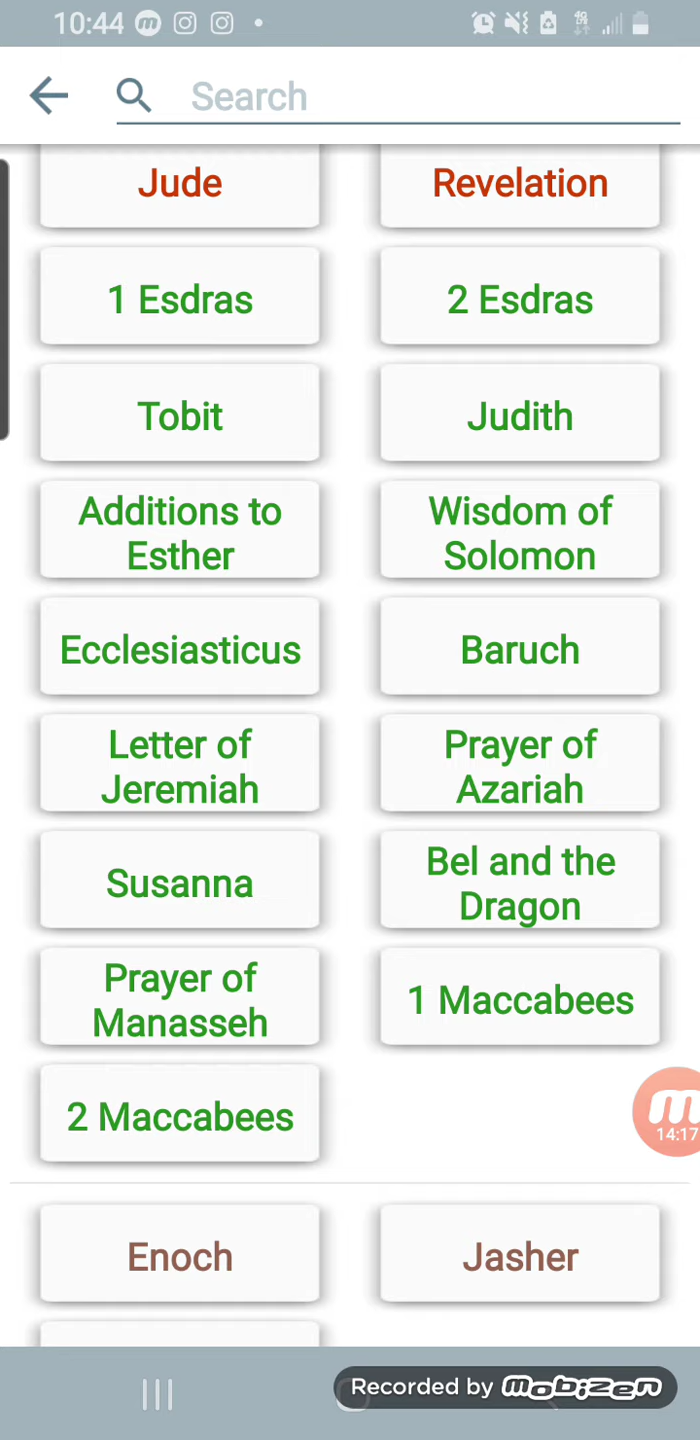 10:44
Search
Jude
Revelation
1 Esdras
2 Esdras
Tobit
Judith
Additions to
Esther
Wisdom of
Solomon
Ecclesiasticus
Baruch
Letter of
Jeremiah
Prayer of
Azariah
Susanna
Bel and the
Dragon
Prayer of
Manasseh
1 Maccabees
2 Maccabees
14:17
Enoch
Jasher
Recorded by mobizen